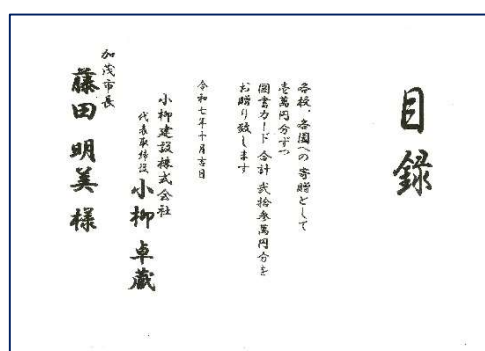 目録
各校、各園への寄贈として
壱萬円分ずつ
図書カード 合計 弐拾参萬円分を
お贈り致します
令和七年十月吉日
小柳建設株式会社
代表取締役 小柳 卓蔵
加茂市長
藤田 明美 様